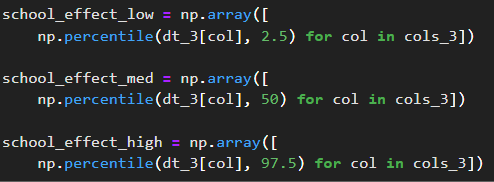 school_effect_low = np.array([
    np.percentile(dt_3[col], 2.5) for col in cols_3])
school_effect_med = np.array([
    np.percentile(dt_3[col], 50) for col in cols_3])
school_effect_high = np.array([
    np.percentile(dt_3[col], 97.5) for col in cols_3])